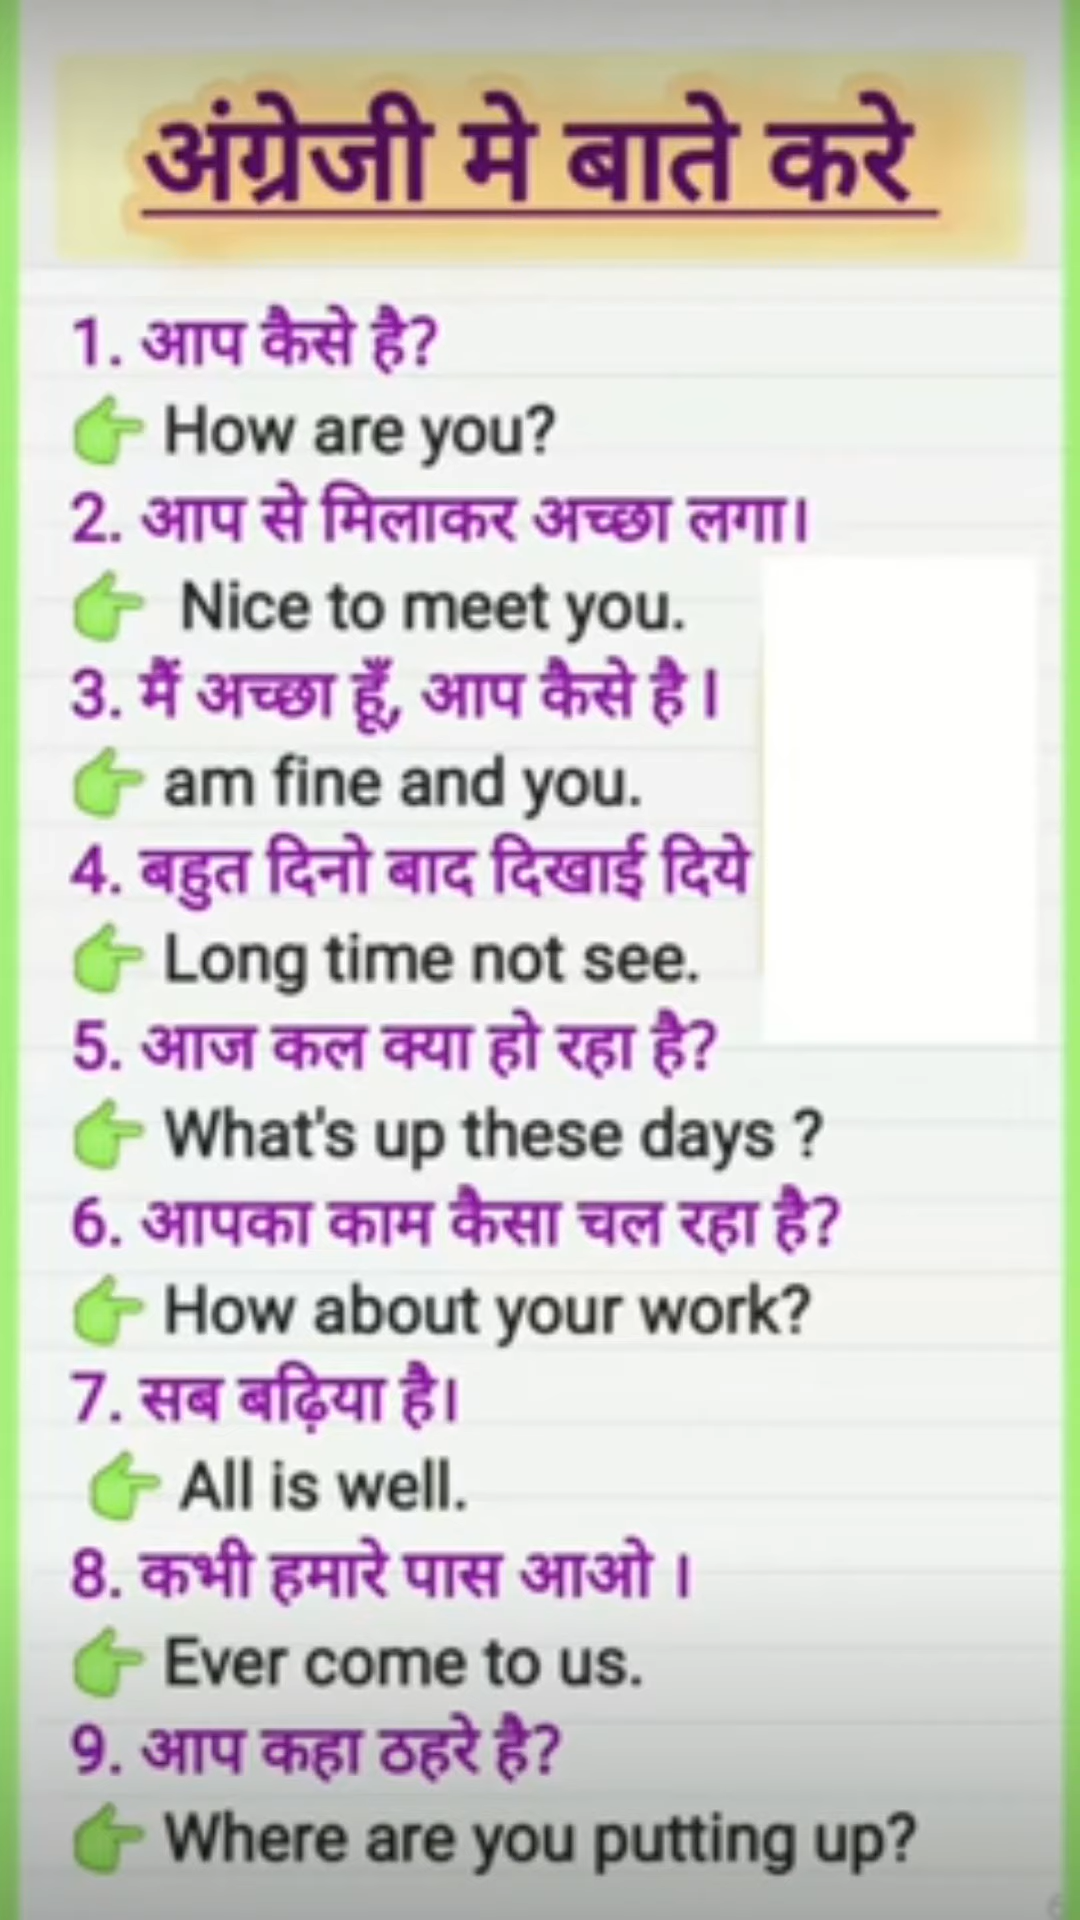 अंग्रेजी मे बाते करे
1. आप कैसे है?
👉 How are you?
2. आप से मिलाकर अच्छा लगा।
👉 Nice to meet you.
3. मैं अच्छा हूँ, आप कैसे है।
👉 am fine and you.
4. बहुत दिनो बाद दिखाई दिये
👉 Long time not see.
5. आज कल क्या हो रहा है?
👉 What's up these days ?
6. आपका काम कैसा चल रहा है?
👉 How about your work?
7. सब बढ़िया है।
👉 All is well.
8. कभी हमारे पास आओ ।
👉 Ever come to us.
9. आप कहा ठहरे है?
👉 Where are you putting up?